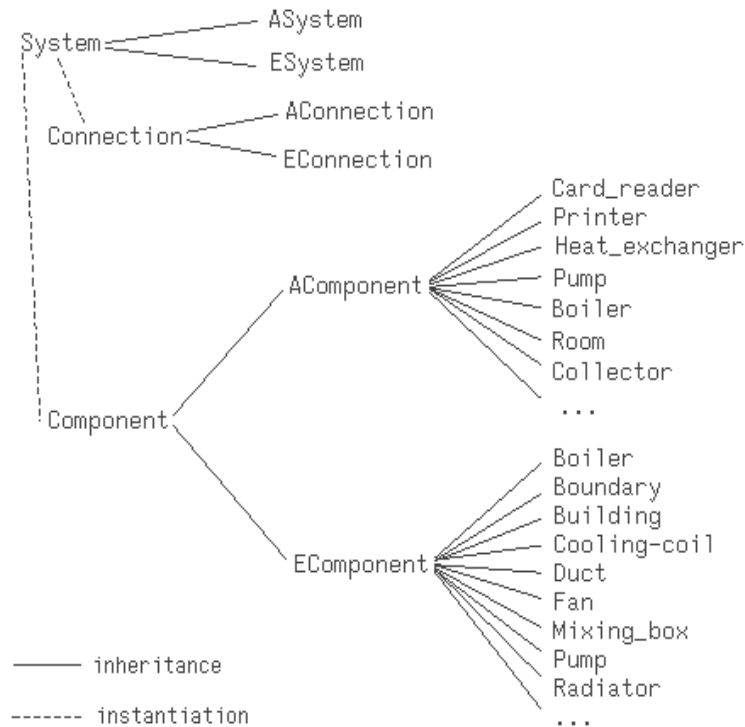 System
ASystem
ESystem
Connection
AConnection
EConnection
Component
AComponent
Card_reader
Printer
Heat_exchanger
Pump
Boiler
Room
Collector
...
EComponent
Boiler
Boundary
Building
Cooling-coil
Duct
Fan
Mixing_box
Pump
Radiator
...
inheritance
instantiation